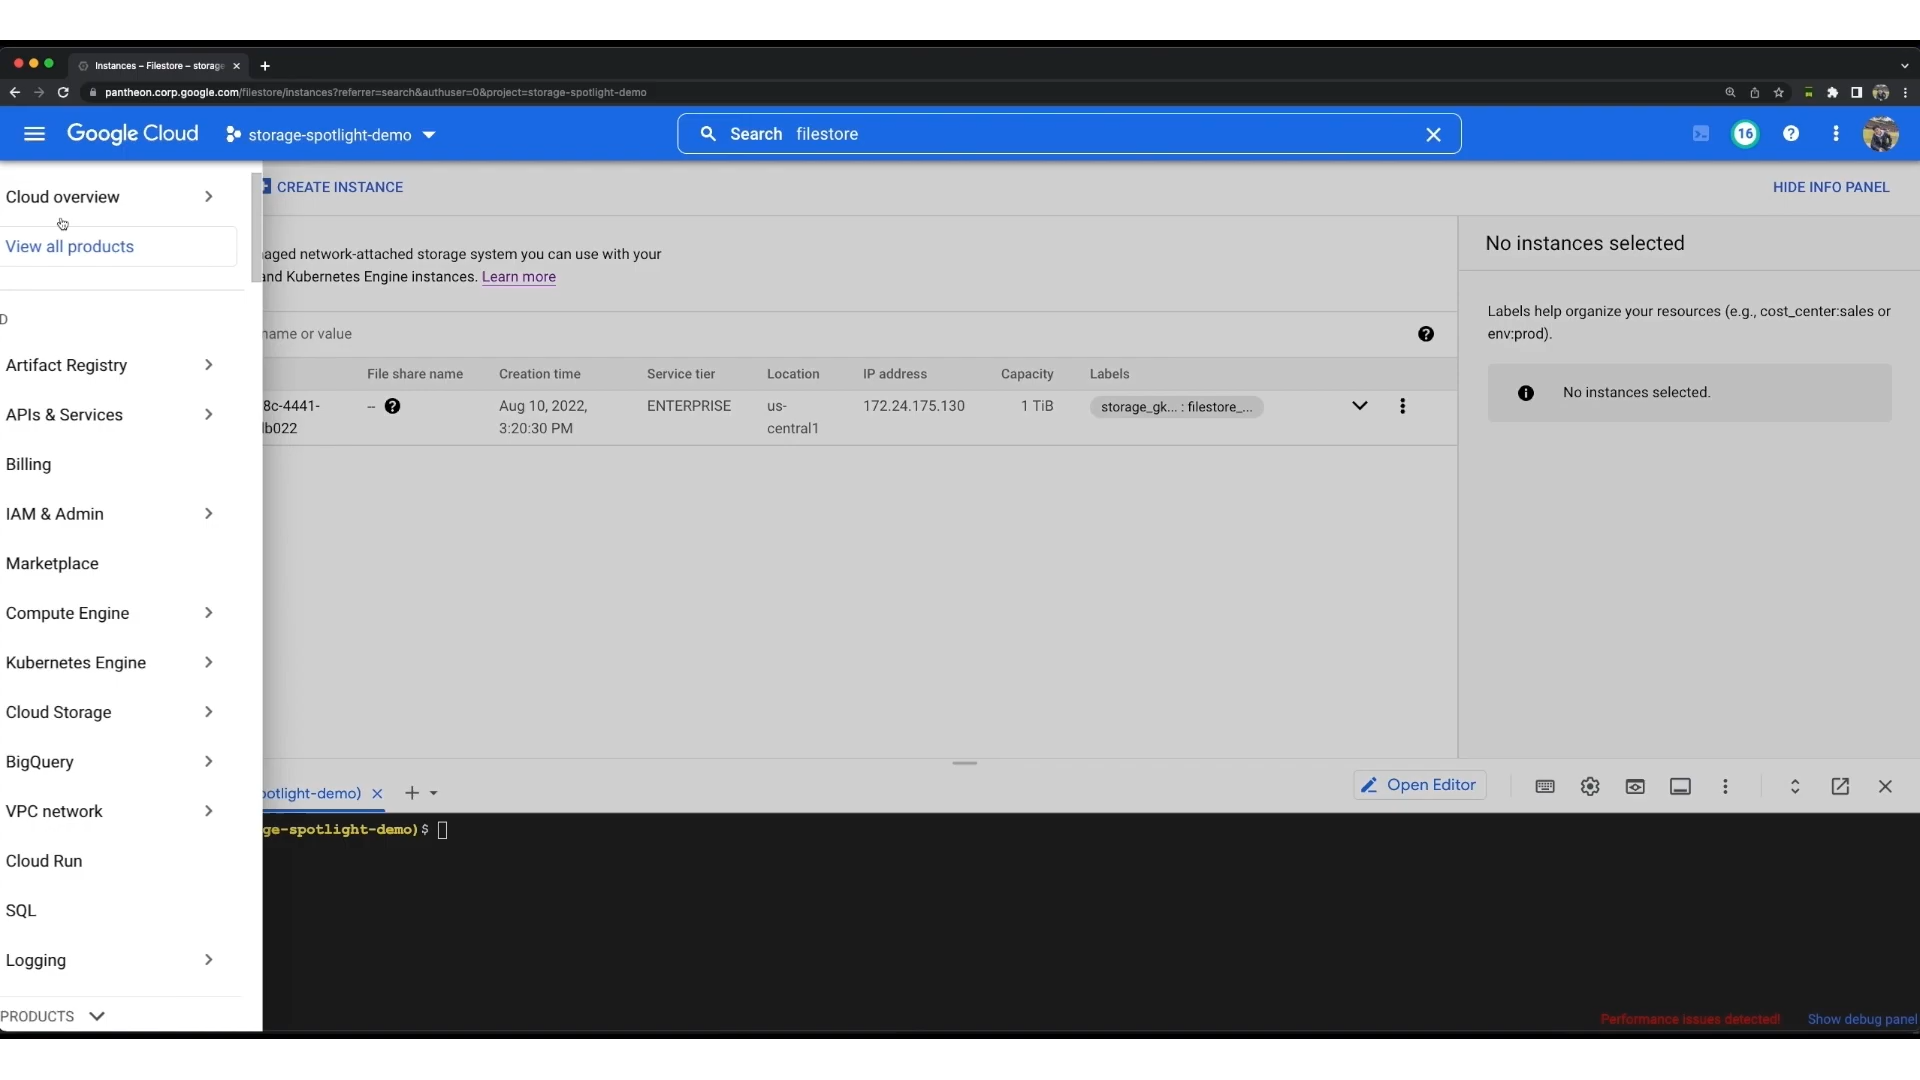 Instances – Filestore – storag
pantheon.corp.google.com/filestore/instances?referrer=search&authuser=0&project=storage-spotlight-demo
Google Cloud
storage-spotlight-demo
Search filestore
16
Cloud overview
View all products
D
Artifact Registry
APIs & Services
Billing
IAM & Admin
Marketplace
Compute Engine
Kubernetes Engine
Cloud Storage
BigQuery
VPC network
Cloud Run
SQL
Logging
PRODUCTS
CREATE INSTANCE
HIDE INFO PANEL
aged network-attached storage system you can use with your
and Kubernetes Engine instances. Learn more
name or value
File share name Creation time Service tier Location IP address Capacity Labels
8c-4441- -- Aug 10, 2022, ENTERPRISE us- 172.24.175.130 1 TiB storage_gk... : filestore_...
b022 3:20:30 PM central1
No instances selected
Labels help organize your resources (e.g., cost_center:sales or
env:prod).
No instances selected.
otlight-demo)
Open Editor
ge-spotlight-demo)$
Performance issues detected!
Show debug panel